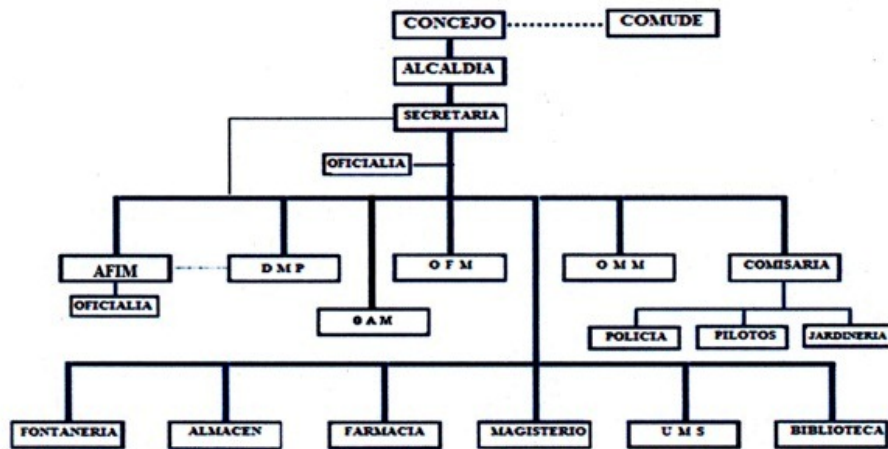 CONCEJO
COMUDE
ALCALDIA
SECRETARIA
OFICIALIA
AFIM
D M P
O F M
O M M
COMISARIA
OFICIALIA
G A M
POLICIA
PILOTOS
JARDINERIA
FONTANERIA
ALMACEN
FARMACIA
MAGISTERIO
U M S
BIBLIOTECA